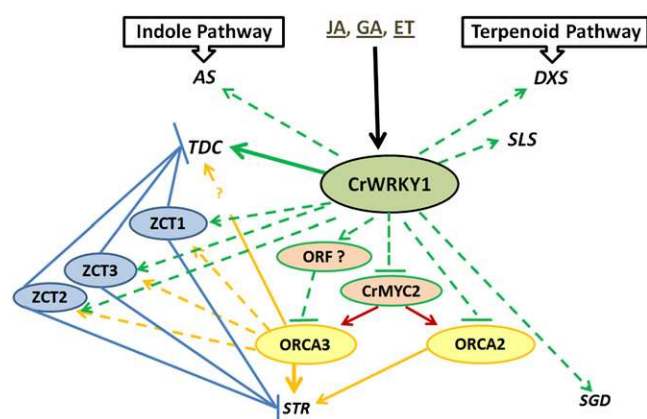 Indole Pathway
JA, GA, ET
Terpenoid Pathway
AS
DXS
TDC
SLS
?
CrWRKY1
ZCT1
ORF ?
ZCT3
CrMYC2
ZCT2
ORCA3
ORCA2
STR
SGD